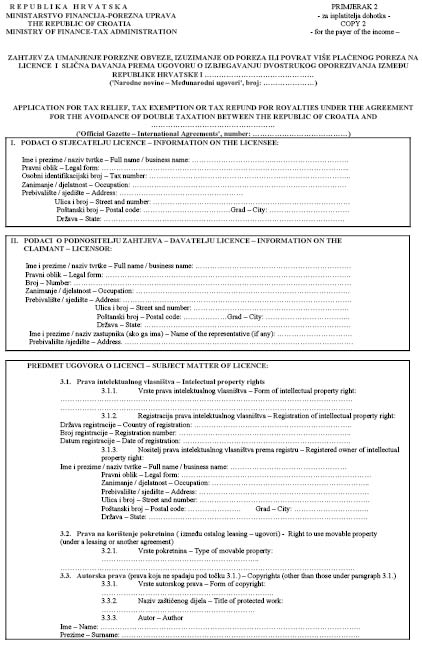 R E P U B L I K A   H R V A T S K A
MINISTARSTVO FINANCIJA-POREZNA UPRAVA
THE REPUBLIC OF CROATIA
MINISTRY OF FINANCE-TAX ADMINISTRATION
PRIMJERAK 2
- za isplatitelja dohotka -
COPY 2
- for the payer of the income –
ZAHTJEV ZA UMANJENJE POREZNE OBVEZE, IZUZIMANJE OD POREZA ILI POVRAT VIŠE PLAĆENOG POREZA NA
LICENCE I SLIČNA DAVANJA PREMA UGOVORU O IZBJEGAVANJU DVOSTRUKOG OPOREZIVANJA IZMEĐU
REPUBLIKE HRVATSKE I ………………………………………
('Narodne novine – Međunarodni ugovori', broj: …………………)
APPLICATION FOR TAX RELIEF, TAX EXEMPTION OR TAX REFUND FOR ROYALTIES UNDER THE AGREEMENT
FOR THE AVOIDANCE OF DOUBLE TAXATION BETWEEN THE REPUBLIC OF CROATIA AND
……………………………………………
('Official Gazette – International Agreements', number: …………………………………)
I. PODACI O STJECATELJU LICENCE – INFORMATION ON THE LICENSEE:
Ime i prezime / naziv tvrtke – Full name / business name: ……………………………………………
Pravni oblik – Legal form: ……………………………………………
Osobni identifikacijski broj – Tax number: ……………………………………………
Zanimanje / djelatnost – Occupation: ……………………………………………
Prebivalište / sjedište – Address: ………………………
Ulica i broj – Street and number: ……………………………………………
Poštanski broj – Postal code: ……………………………Grad – City: ……………………………
Država – State: ……………………………………………
II. PODACI O PODNOSITELJU ZAHTJEVA – DAVATELJU LICENCE – INFORMATION ON THE
CLAIMANT – LICENSOR:
Ime i prezime / naziv tvrtke – Full name / business name: ……………………………………………
Pravni oblik – Legal form: ……………………………………………
Broj – Number: ……………………………………………
Zanimanje / djelatnost – Occupation: ……………………………………………
Prebivalište / sjedište – Address: ……………………………………………
Ulica i broj – Street and number: ……………………………………………
Poštanski broj – Postal code: ………………Grad – City: ……………………………
Država – State: ……………………………………………
Ime i prezime / naziv zastupnika (ako ga ima) – Name of the representative (if any): …………………………
Prebivalište /sjedište – Address. ……………………………………………
PREDMET UGOVORA O LICENCI – SUBJECT MATTER OF LICENCE:
3.1. Prava intelektualnog vlasništva – Intelectual property rights
3.1.1. Vrste prava intelektualnog vlasništva – Form of intellectual property right:
……………………………………………
……………………………………………
3.1.2. Registracija prava intelektualnog vlasništva – Registration of intellectual property right:
Država registracije – Country of registration: ……………………………………………
Broj registracije – Registration number: ……………………………………………
Datum registracije – Date of registration: ……………………………………………
3.1.3. Nositelj prava intelektualnog vlasništva prema registru – Registered owner of intellectual
property right:
Ime i prezime / naziv tvrtke – Full name / business name: ……………………………………………
Pravni oblik – Legal form: ……………………………………………
Zanimanje / djelatnost – Occupation: ……………………………………………
Prebivalište / sjedište – Address: ……………………………………………
Ulica i broj – Street and number: ……………………………………………
Poštanski broj – Postal code: …………………… Grad – City: ……………………………
Država – State: ……………………………………………
3.2. Prava na korištenje pokretnina ( između ostalog leasing – ugovori) - Right to use movable property
(under a leasing or another agreement)
3.2.1. Vrste pokretnina – Type of movable property:
……………………………………………
……………………………………………
3.3. Autorska prava (prava koja ne spadaju pod točku 3.1.) – Copyrights (other than those under paragraph 3.1.)
3.3.1. Vrste autorskog prava – Form of copyright:
……………………………………………
3.3.2. Naziv zaštićenog dijela – Title of protected work:
……………………………………………
3.3.3. Autor – Author
Ime – Name: ……………………………………………
Prezime – Surname: ……………………………………………